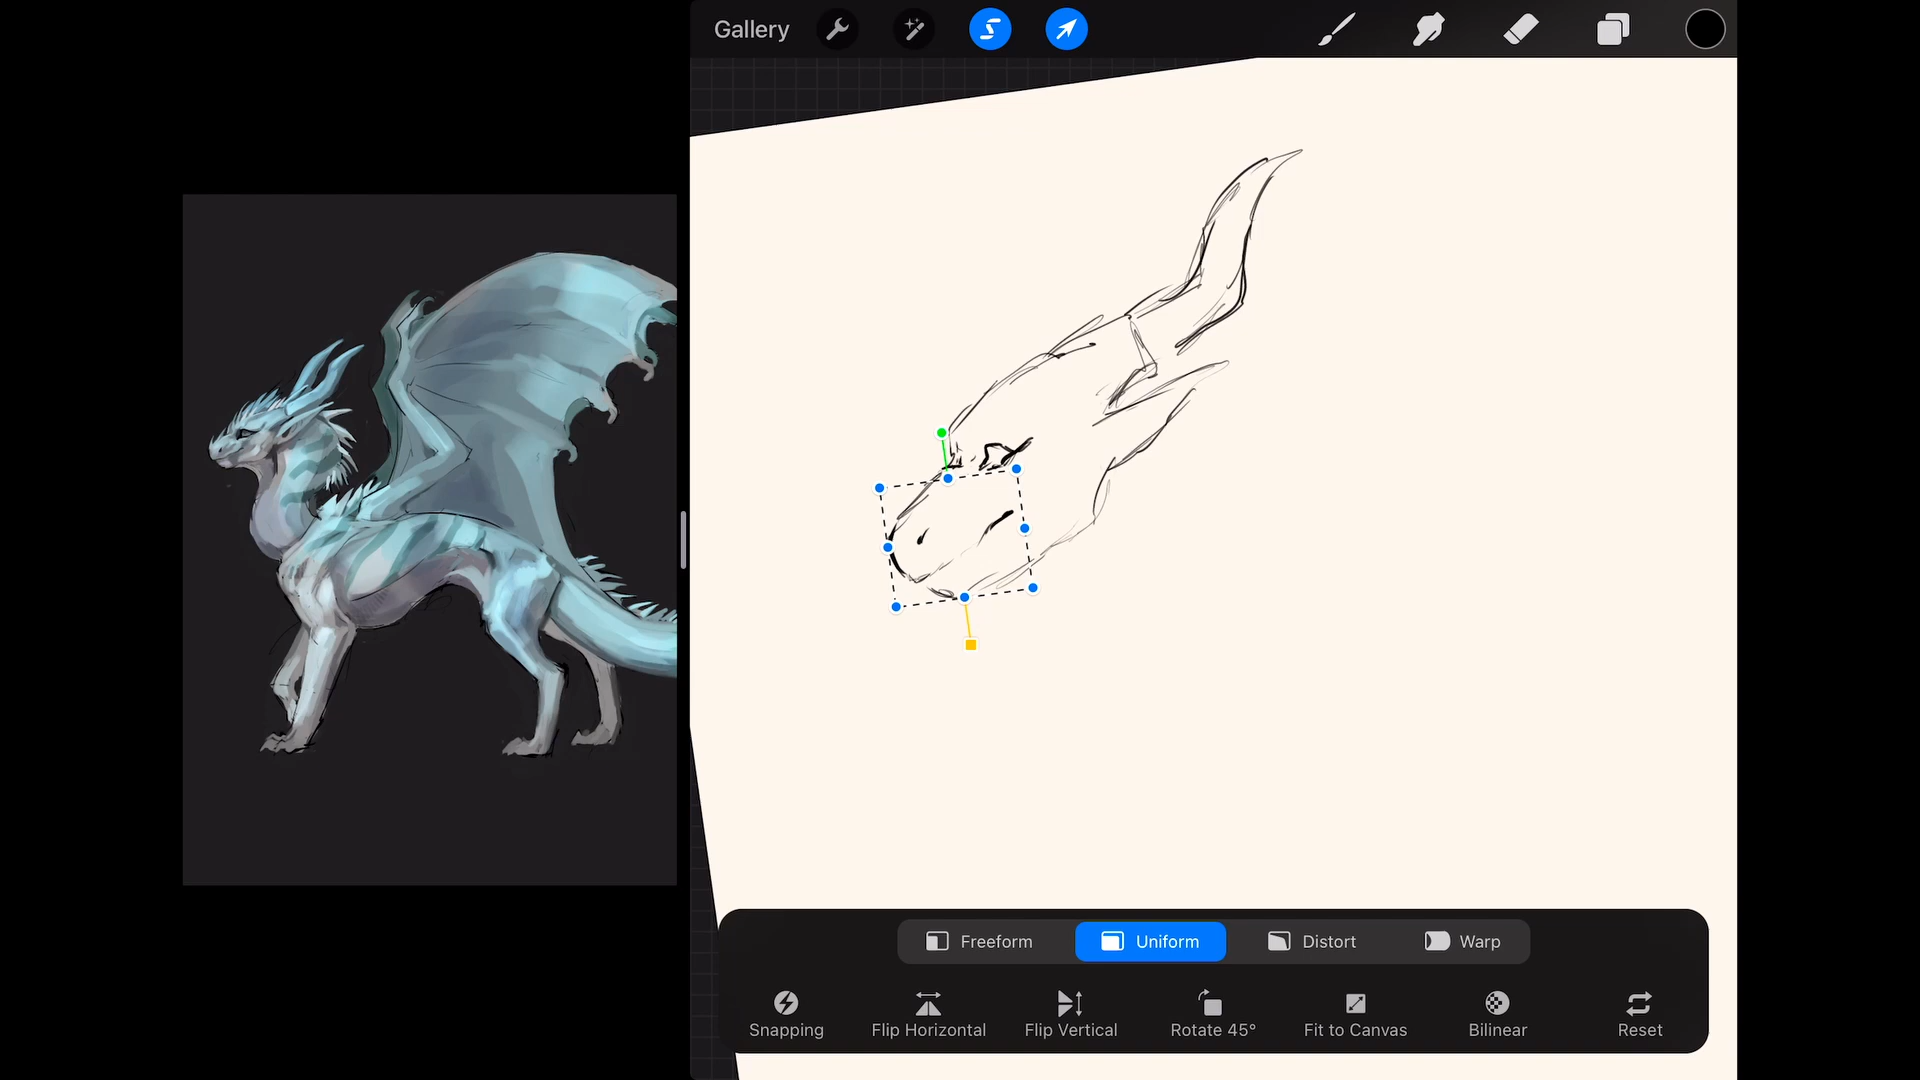 Gallery
Freeform Uniform Distort Warp
Snapping Flip Horizontal Flip Vertical Rotate 45° Fit to Canvas Bilinear Reset